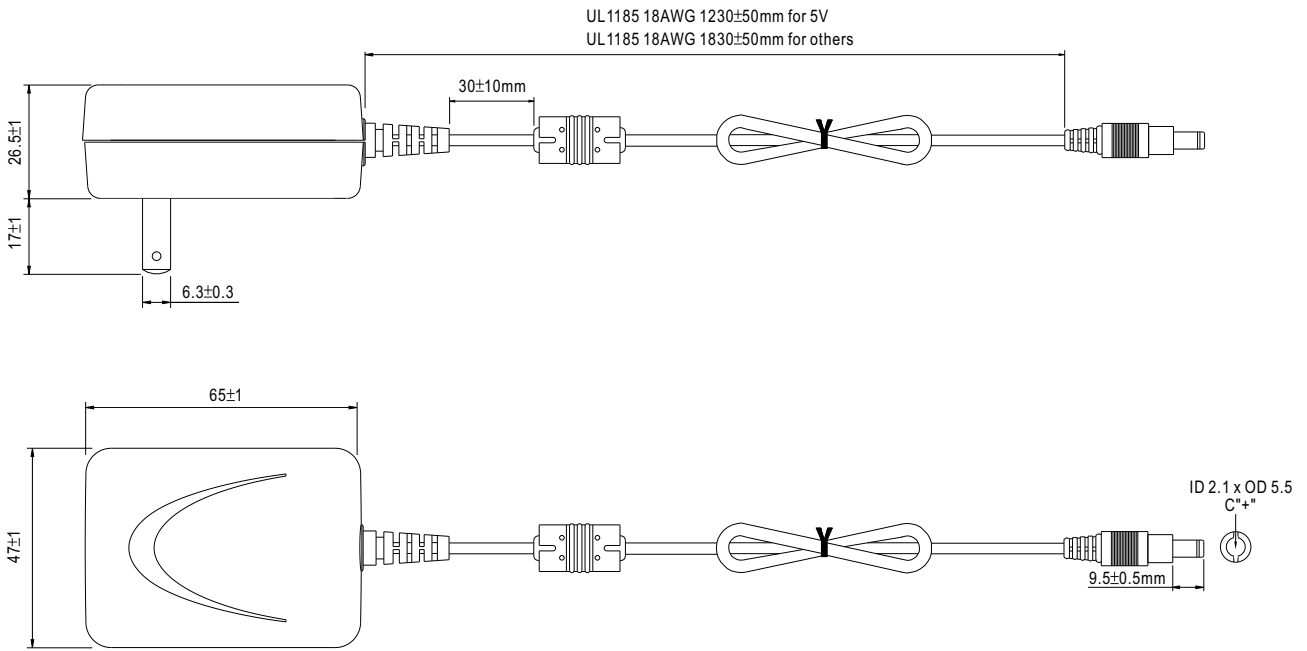 UL1185 18AWG 1230±50mm for 5V
UL1185 18AWG 1830±50mm for others
30±10mm
26.5±1
17±1
6.3±0.3
65±1
47±1
ID 2.1 x OD 5.5
C"+"
9.5±0.5mm